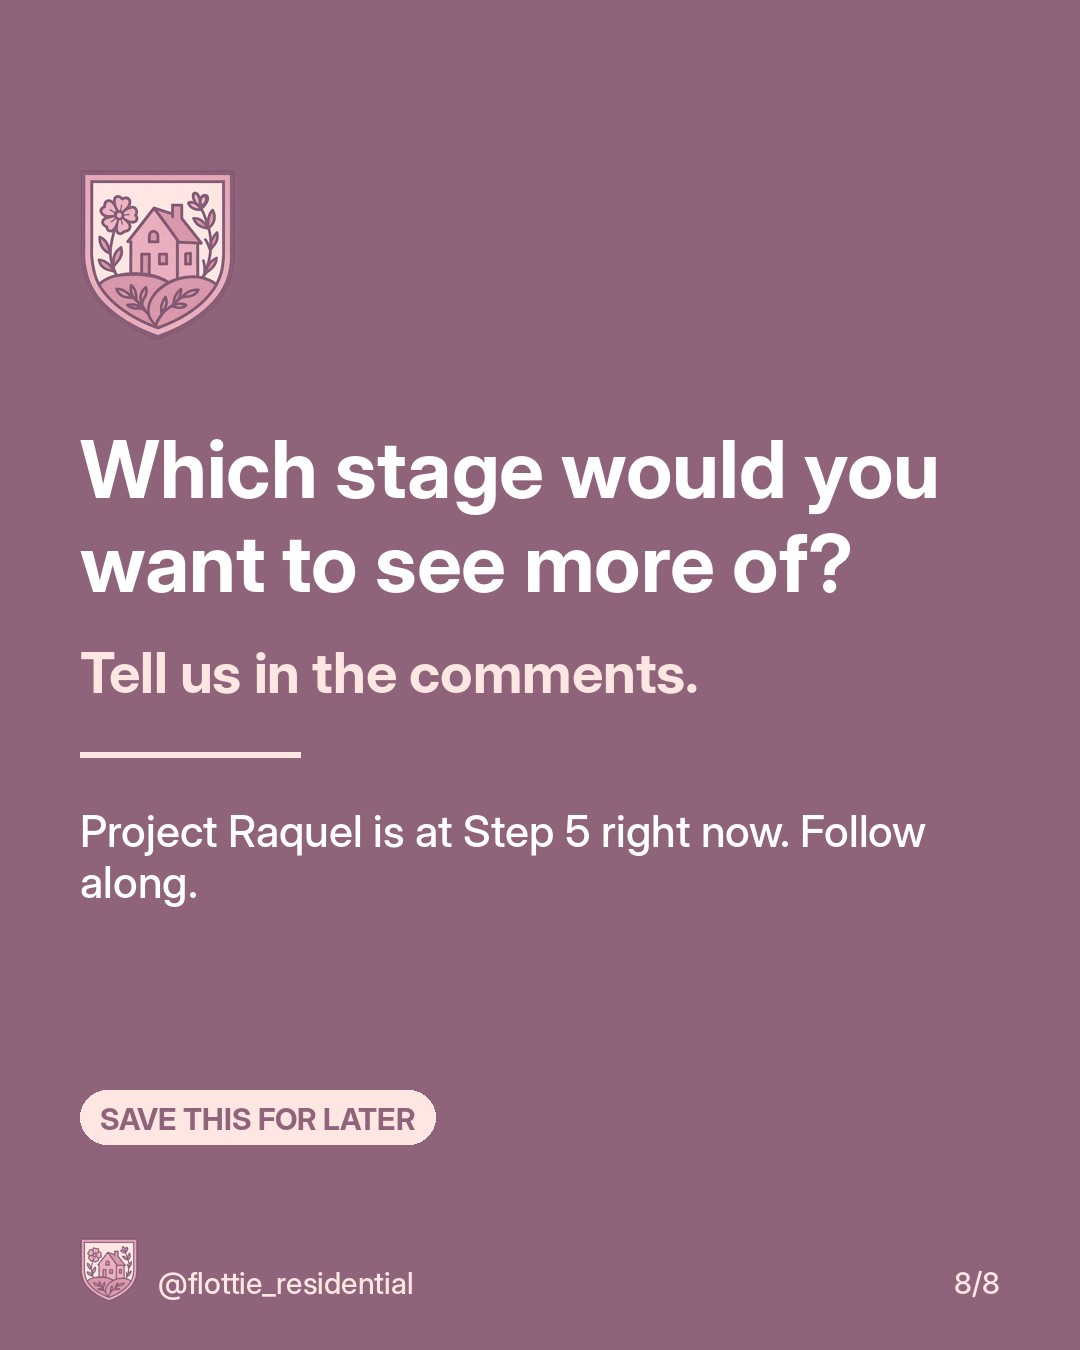 Which stage would you
want to see more of?
Tell us in the comments.
Project Raquel is at Step 5 right now. Follow
along.
SAVE THIS FOR LATER
@flottie_residential
8/8